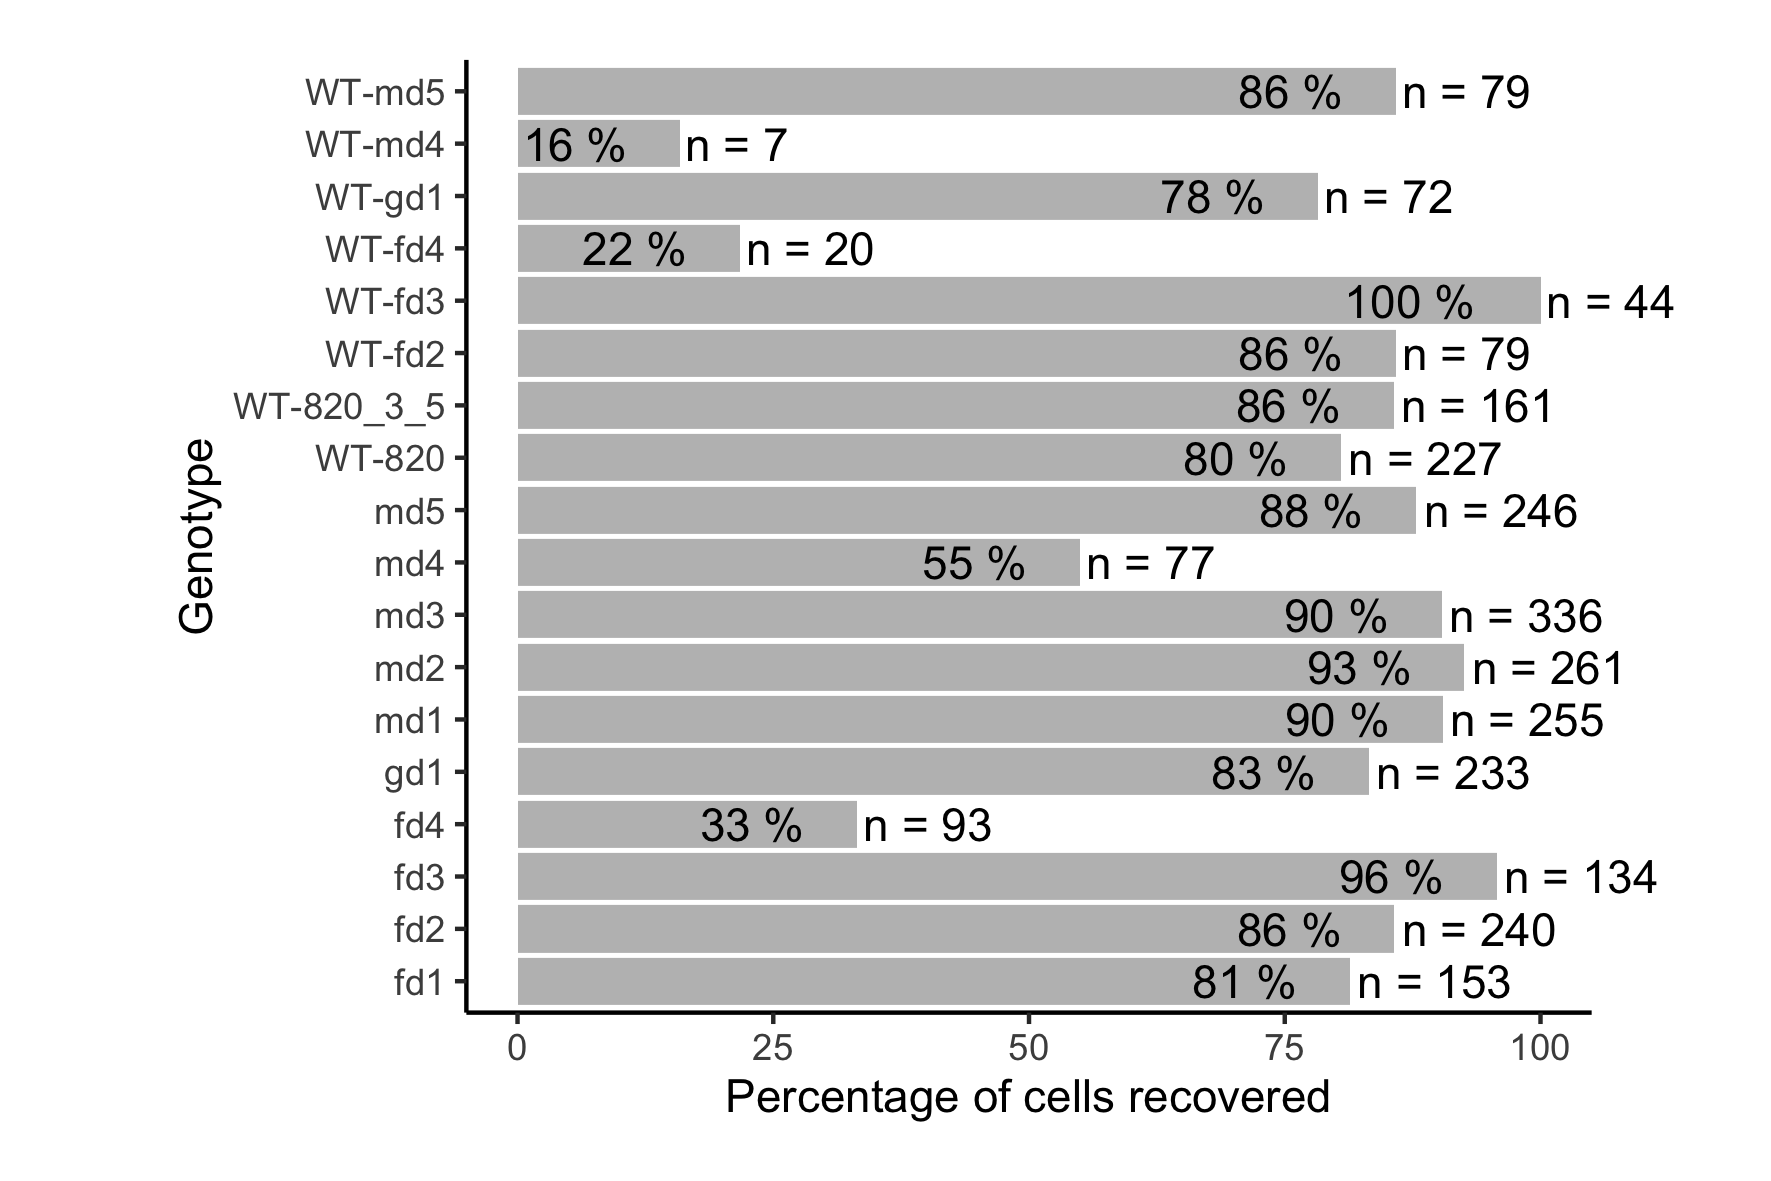 WT-md5 86 % n = 79
WT-md4 16 % n = 7
WT-gd1 78 % n = 72
WT-fd4 22 % n = 20
WT-fd3 100 % n = 44
WT-fd2 86 % n = 79
WT-820_3_5 86 % n = 161
WT-820 80 % n = 227
md5 88 % n = 246
md4 55 % n = 77
md3 90 % n = 336
md2 93 % n = 261
md1 90 % n = 255
gd1 83 % n = 233
fd4 33 % n = 93
fd3 96 % n = 134
fd2 86 % n = 240
fd1 81 % n = 153
Genotype
0 25 50 75 100
Percentage of cells recovered